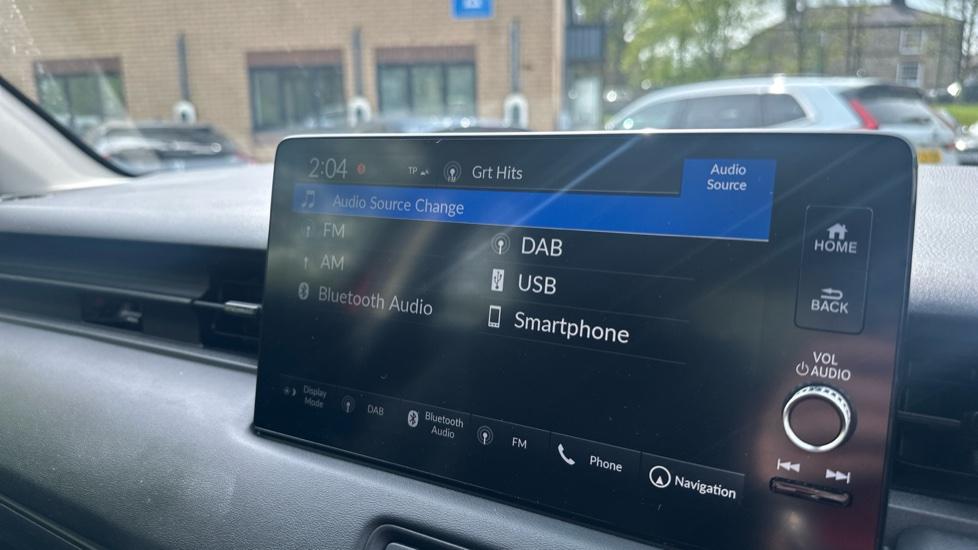 2:04 TP Grt Hits
Audio
Source
Audio Source Change
FM
AM
Bluetooth Audio
DAB
USB
Smartphone
Display
Mode
DAB
Bluetooth
Audio
FM
Phone
Navigation
HOME
BACK
VOL
AUDIO